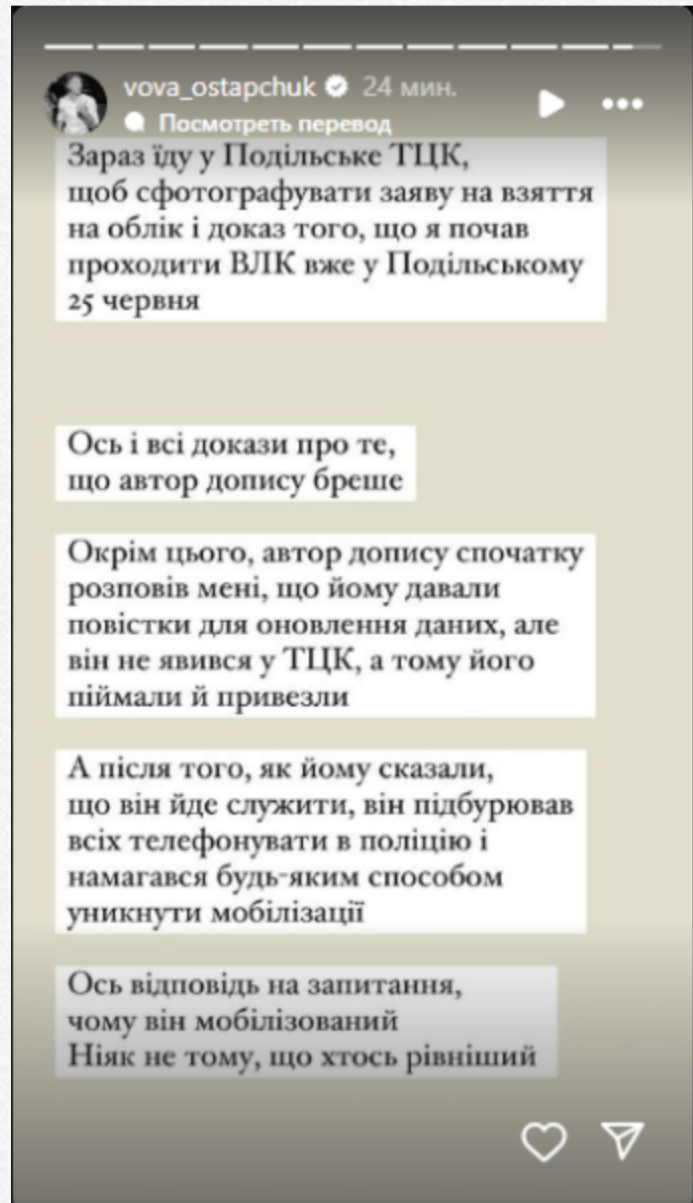 vova_ostapchuk 24 мин.
Посмотреть перевод
Зараз їду у Подільське ТЦК,
щоб сфотографувати заяву на взяття
на облік і доказ того, що я почав
проходити ВЛК вже у Подільському
25 червня
Ось і всі докази про те,
що автор допису бреше
Окрім цього, автор допису спочатку
розповів мені, що йому давали
повістки для оновлення даних, але
він не явився у ТЦК, а тому його
піймали й привезли
А після того, як йому сказали,
що він йде служити, він підбурював
всіх телефонувати в поліцію і
намагався будь-яким способом
уникнути мобілізації
Ось відповідь на запитання,
чому він мобілізований
Ніяк не тому, що хтось рівніший